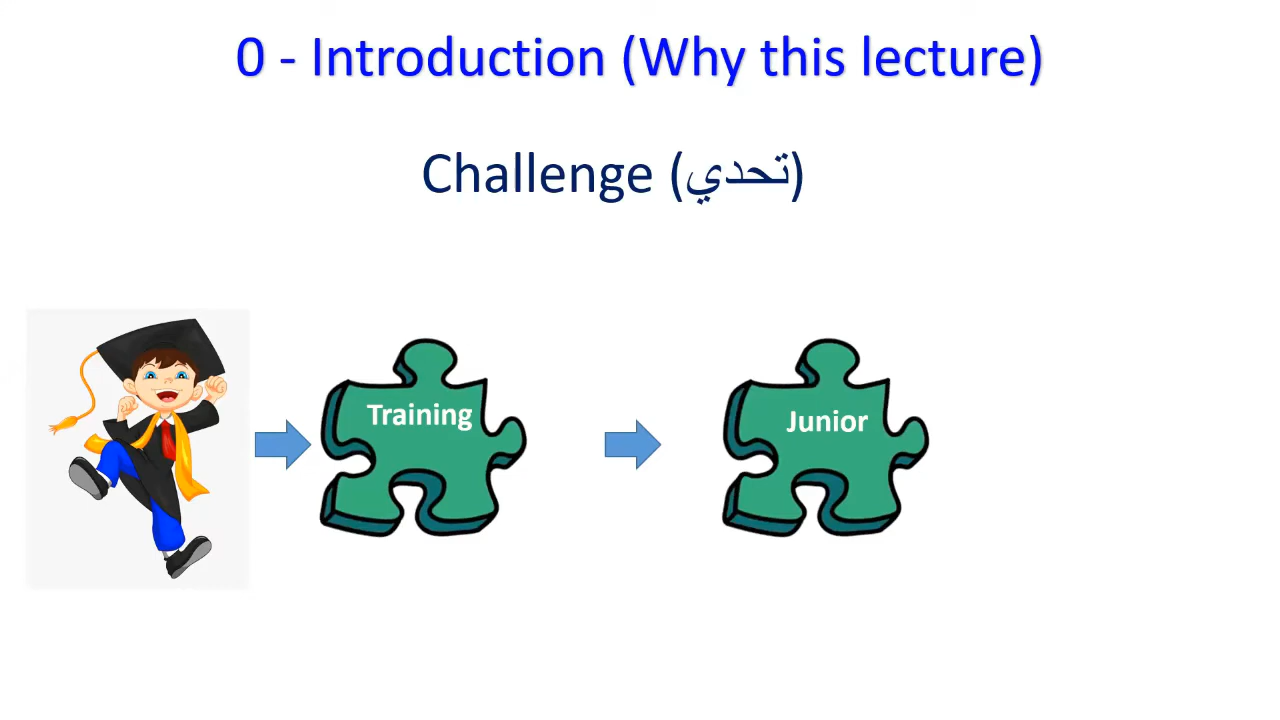 0 - Introduction (Why this lecture)
Challenge (تحدي)
Training
Junior